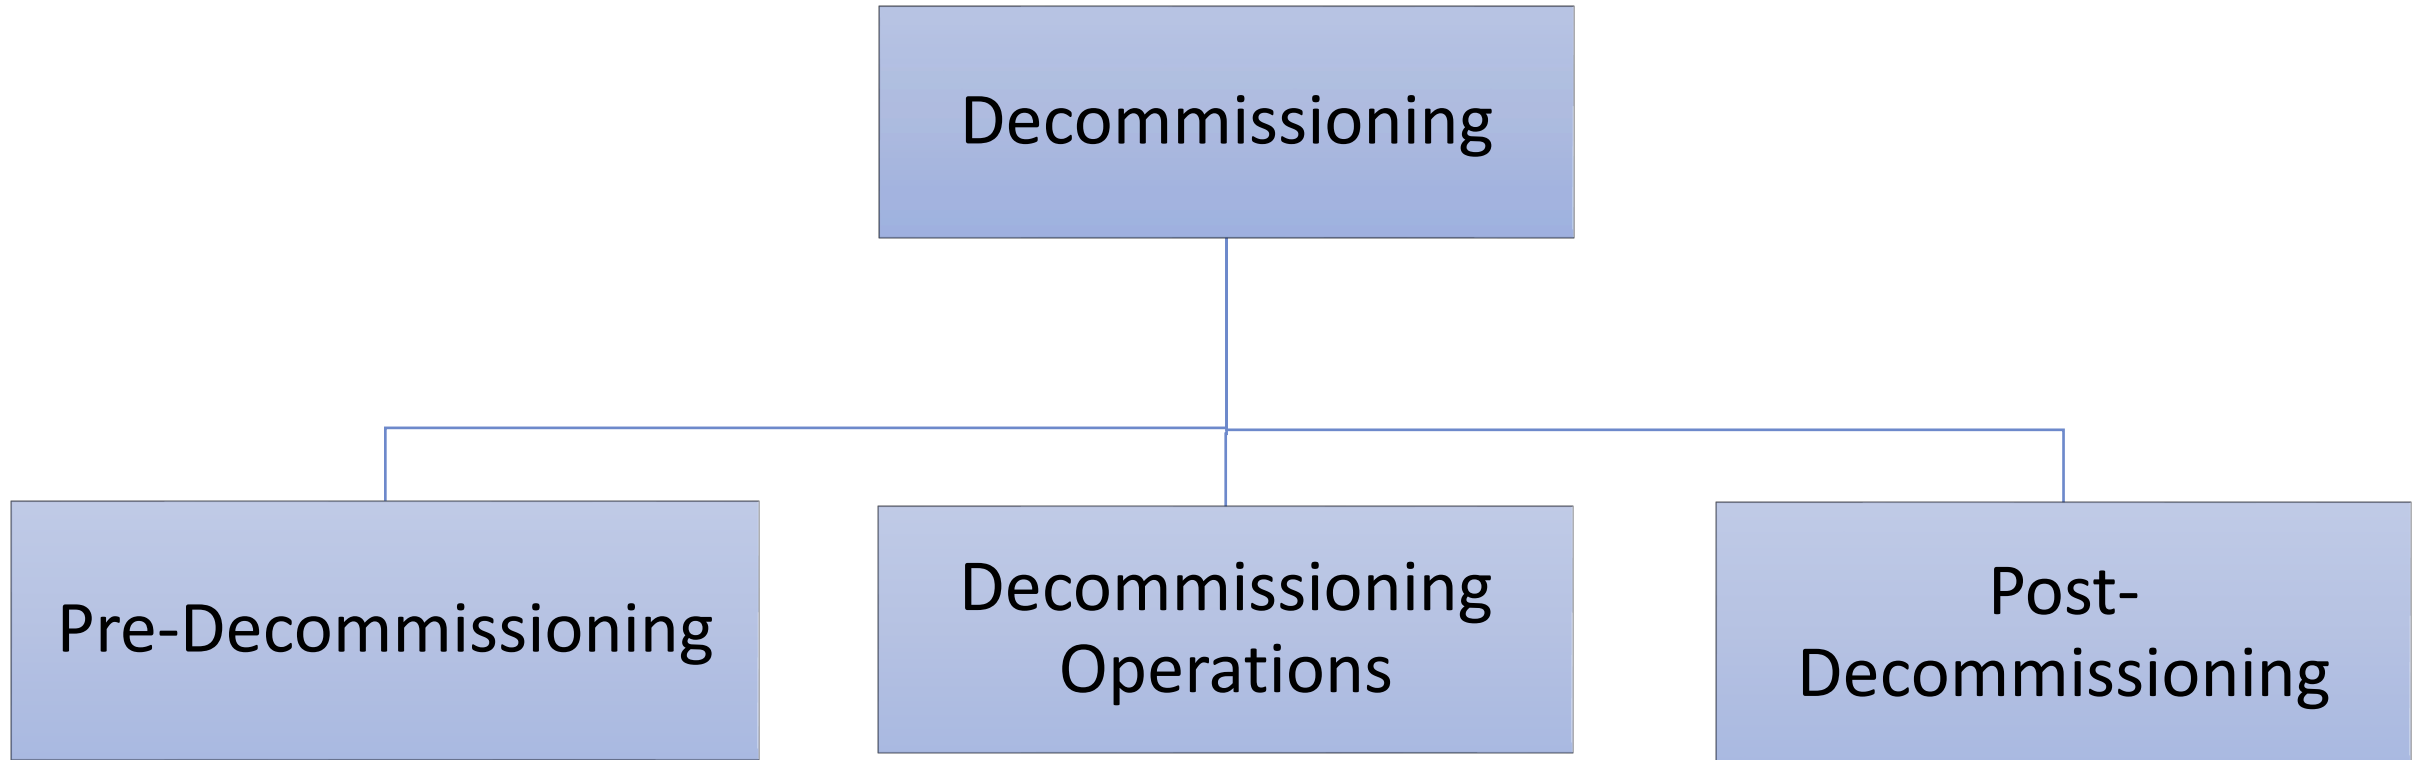 Decommissioning
Pre-Decommissioning
Decommissioning
Operations
Post-
Decommissioning